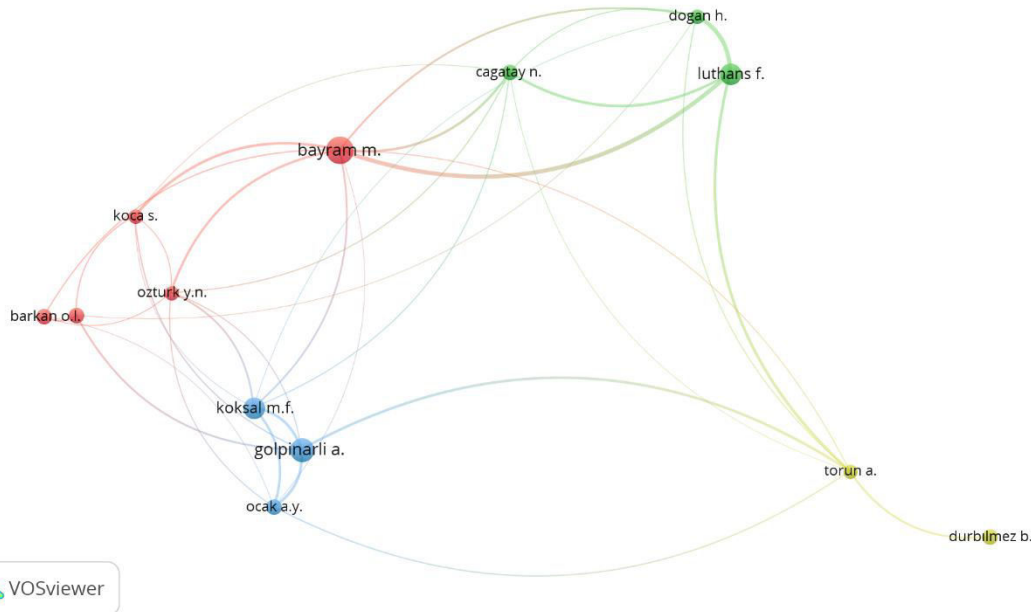 dogan h.
cagatay n.
luthans f.
bayram m.
koca s.
ozturk y.n.
barkan o.l.
koksal m.f.
golpinarli a.
torun a.
ocak a.y.
durbilmez b.
VOSviewer